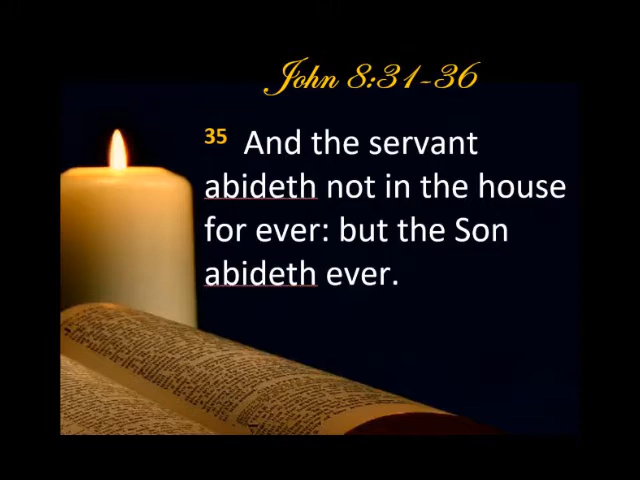 John 8:31-36
35 And the servant
abideth not in the house
for ever: but the Son
abideth ever.